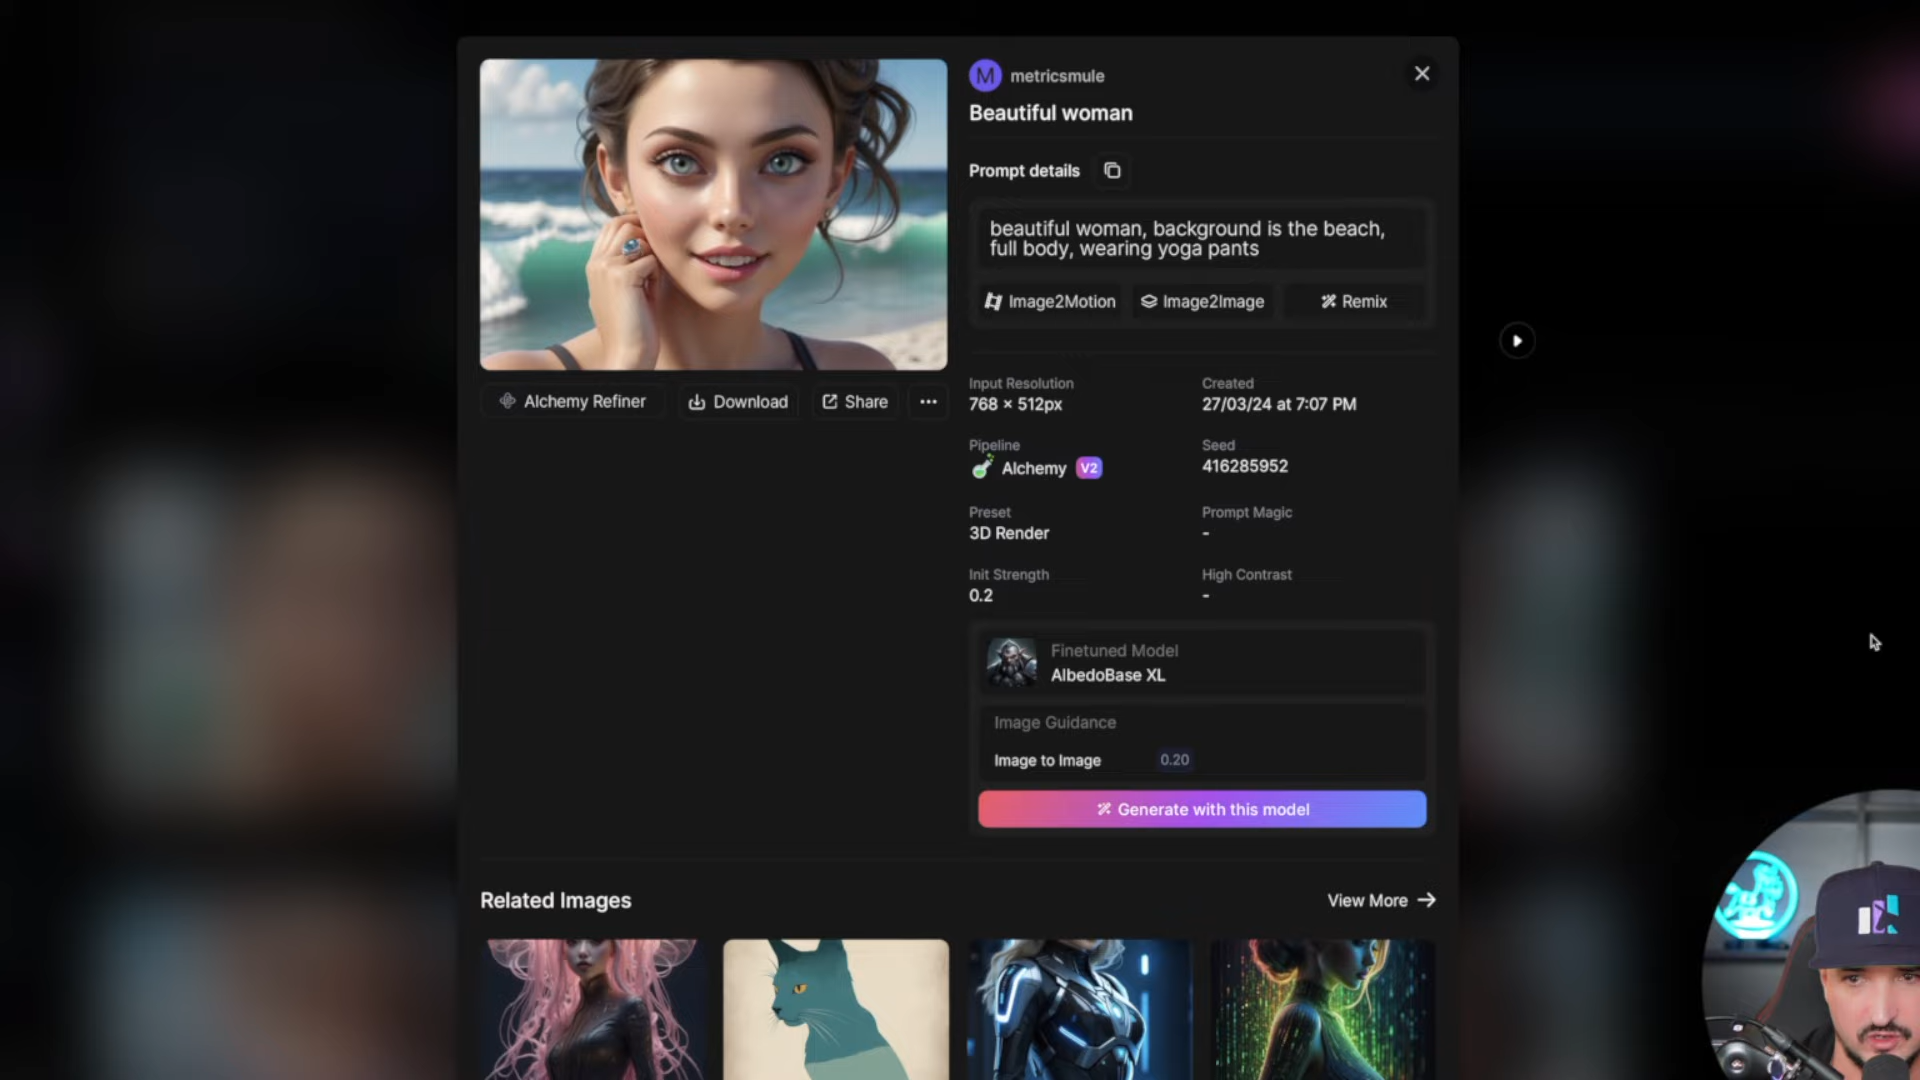 M metricsmule
Beautiful woman
Prompt details
beautiful woman, background is the beach,
full body, wearing yoga pants
Image2Motion Image2Image Remix
Alchemy Refiner Download Share
Input Resolution
768 × 512px
Created
27/03/24 at 7:07 PM
Pipeline
Alchemy V2
Seed
416285952
Preset
3D Render
Prompt Magic
-
Init Strength
0.2
High Contrast
-
Finetuned Model
AlbedoBase XL
Image Guidance
Image to Image 0.20
Generate with this model
Related Images
View More